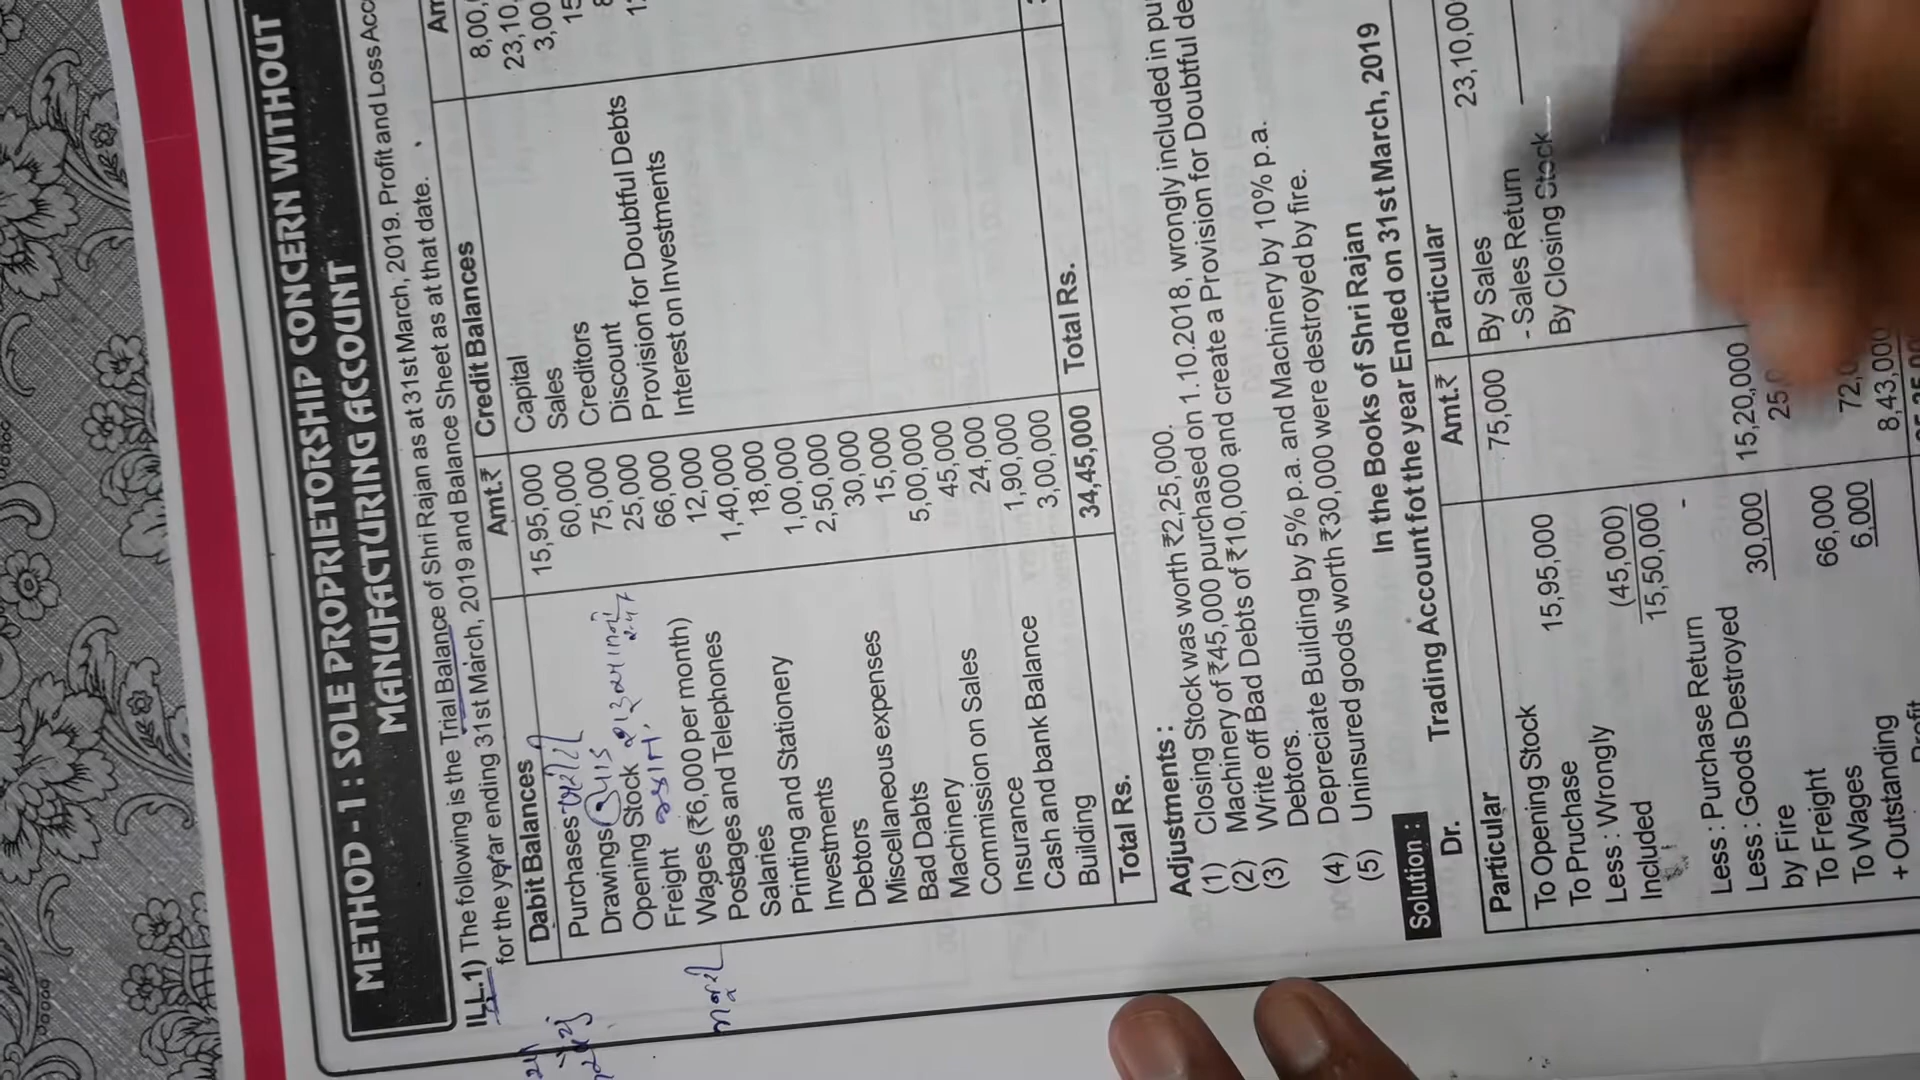 METHOD - 1 : SOLE PROPRIETORSHIP CONCERN WITHOUT
MANUFACTURING ACCOUNT
ILL.1) The following is the Trial Balance of Shri Rajan as at 31st March, 2019. Profit and Loss Acc
for the year ending 31st March, 2019 and Balance Sheet as at that date.
Dabit Balances Amt.₹ Credit Balances Am
Purchases 15,95,000 Capital 8,00,
Drawings 60,000 Sales 23,10,
Opening Stock 75,000 Creditors 3,00
Freight 25,000 Discount 15
Wages (₹6,000 per month) 66,000 Provision for Doubtful Debts 8
Postages and Telephones 12,000 Interest on Investments 1
Salaries 1,40,000
Printing and Stationery 18,000
Investments 1,00,000
Debtors 2,50,000
Miscellaneous expenses 30,000
Bad Dabts 15,000
Machinery 5,00,000
Commission on Sales 45,000
Insurance 24,000
Cash and bank Balance 1,90,000
Building 3,00,000
Total Rs. 34,45,000 Total Rs.
Adjustments :
(1) Closing Stock was worth ₹2,25,000.
(2) Machinery of ₹45,000 purchased on 1.10.2018, wrongly included in pu
(3) Write off Bad Debts of ₹10,000 and create a Provision for Doubtful de
Debtors.
(4) Depreciate Building by 5% p.a. and Machinery by 10% p.a.
(5) Uninsured goods worth ₹30,000 were destroyed by fire.
Solution :
In the Books of Shri Rajan
Dr. Trading Account fot the year Ended on 31st March, 2019
Particular Amt.₹ Particular
To Opening Stock 75,000 By Sales 23,10,00
To Pruchase 15,95,000 - Sales Return
Less : Wrongly By Closing Stock
Included (45,000)
15,50,000
Less : Purchase Return -
Less : Goods Destroyed
by Fire 30,000 15,20,000
To Freight 25,
To Wages 66,000
+ Outstanding 6,000 72,
8,43,000